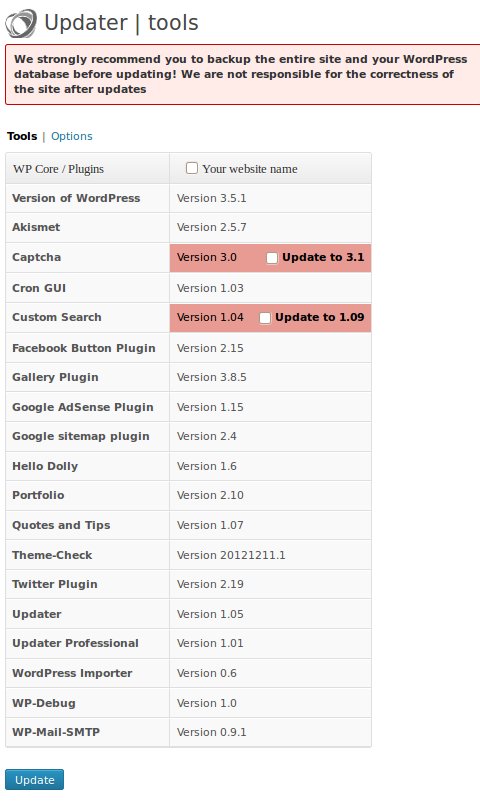 Updater | tools
We strongly recommend you to backup the entire site and your WordPress
database before updating! We are not responsible for the correctness of
the site after updates
Tools | Options
WP Core / Plugins Your website name
Version of WordPress Version 3.5.1
Akismet Version 2.5.7
Captcha Version 3.0 Update to 3.1
Cron GUI Version 1.03
Custom Search Version 1.04 Update to 1.09
Facebook Button Plugin Version 2.15
Gallery Plugin Version 3.8.5
Google AdSense Plugin Version 1.15
Google sitemap plugin Version 2.4
Hello Dolly Version 1.6
Portfolio Version 2.10
Quotes and Tips Version 1.07
Theme-Check Version 20121211.1
Twitter Plugin Version 2.19
Updater Version 1.05
Updater Professional Version 1.01
WordPress Importer Version 0.6
WP-Debug Version 1.0
WP-Mail-SMTP Version 0.9.1
Update